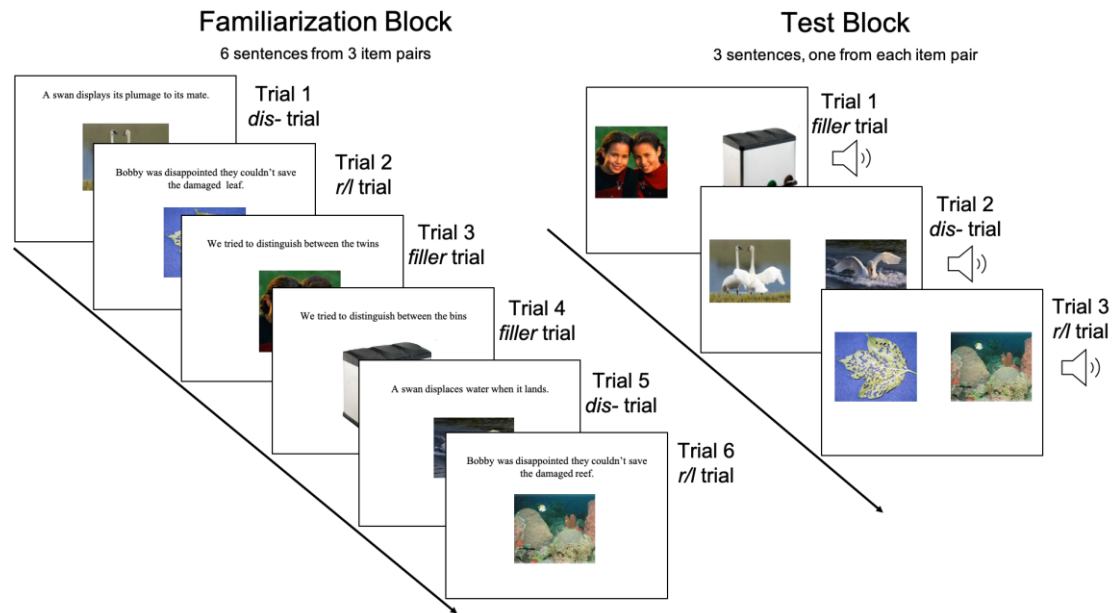 Familiarization Block
6 sentences from 3 item pairs
A swan displays its plumage to its mate.
Trial 1
dis- trial
Bobby was disappointed they couldn't save
the damaged leaf.
Trial 2
r/l trial
We tried to distinguish between the twins
Trial 3
filler trial
We tried to distinguish between the bins
Trial 4
filler trial
A swan displaces water when it lands.
Trial 5
dis- trial
Bobby was disappointed they couldn't save
the damaged reef.
Trial 6
r/l trial
Test Block
3 sentences, one from each item pair
Trial 1
filler trial
Trial 2
dis- trial
Trial 3
r/l trial